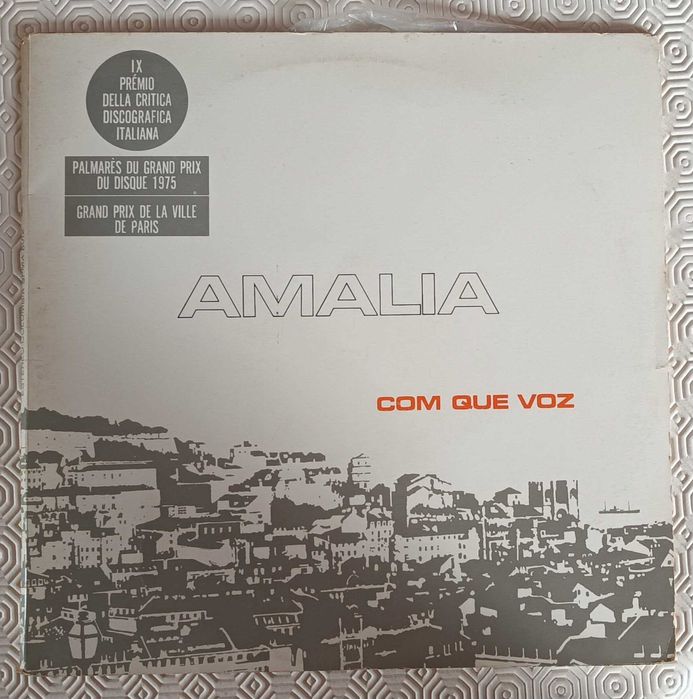 IX
PRÉMIO
DELLA CRITICA
DISCOGRAFICA
ITALIANA
PALMARÈS DU GRAND PRIX
DU DISQUE 1975
GRAND PRIX DE LA VILLE
DE PARIS
AMALIA
COM QUE VOZ